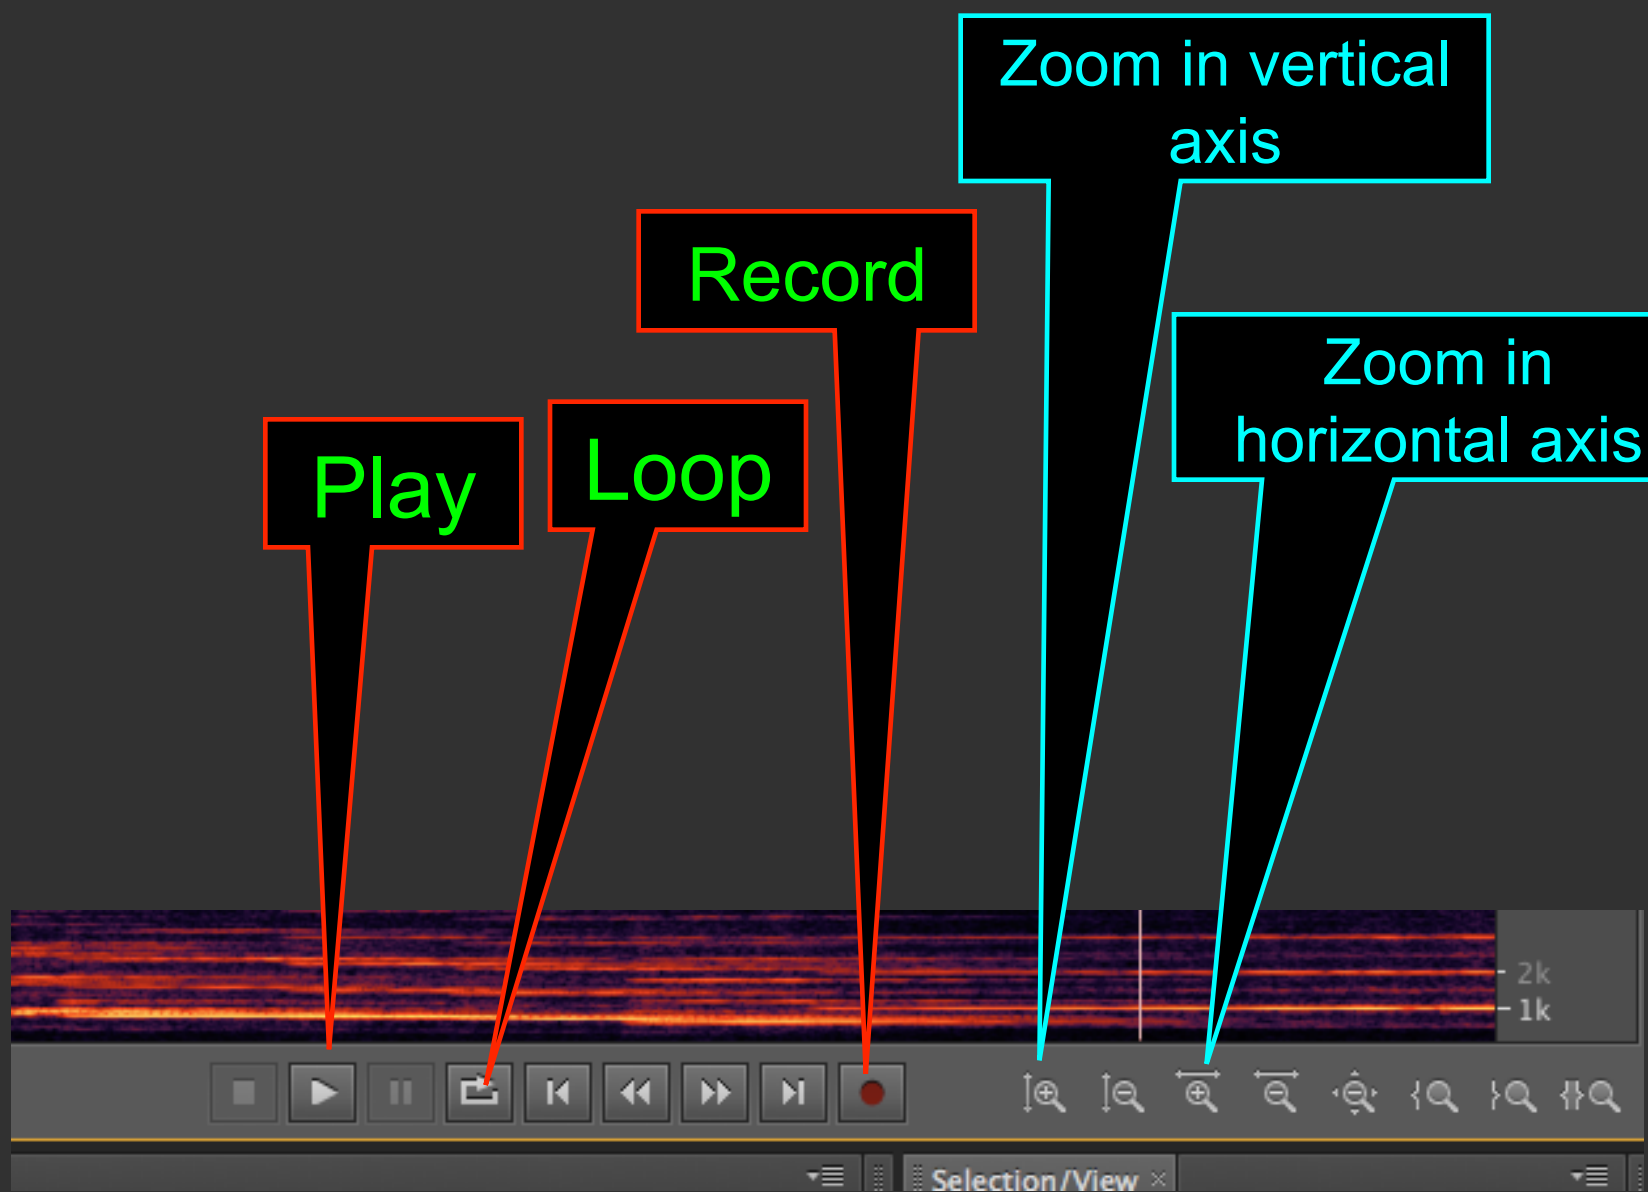 Zoom in vertical
axis
Record
Zoom in
horizontal axis
Play
Loop
2k
1k
Selection/View